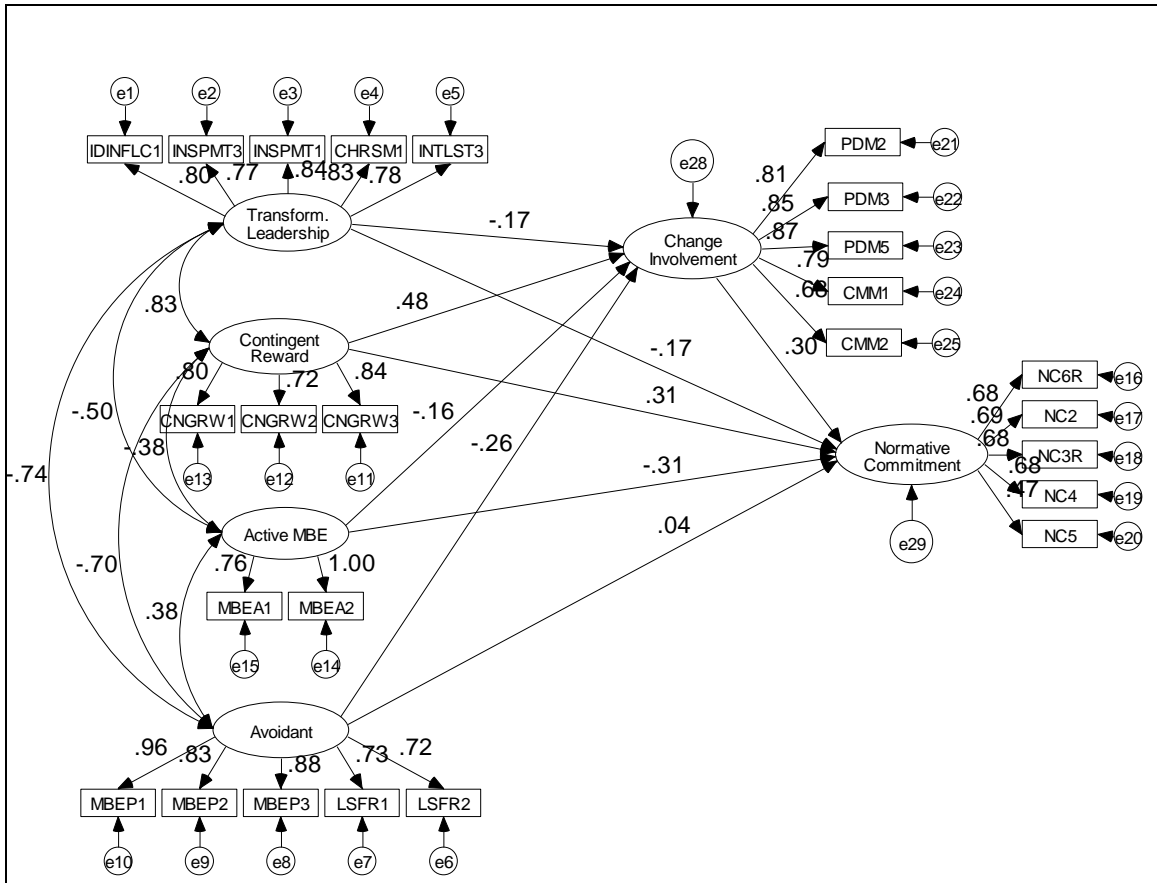 e1 e2 e3 e4 e5
IDINFLC1 INSPMT3 INSPMT1 CHRSM1 INTLST3
.80 .77 .84 .83 .78
Transform.
Leadership
e28
Change
Involvement
PDM2 e21
PDM3 e22
PDM5 e23
CMM1 e24
CMM2 e25
.81
.85
.87
.79
.68
-.17
.48
-.16
-.26
.30
-.17
.31
-.31
.04
.83
-.50
-.38
-.74
-.70
.38
Contingent
Reward
.80 .72 .84
CNGRW1 CNGRW2 CNGRW3
e13 e12 e11
Normative
Commitment
e29
NC6R e16
NC2 e17
NC3R e18
NC4 e19
NC5 e20
.68
.69
.68
.68
.47
Active MBE
.76 1.00
MBEA1 MBEA2
e15 e14
Avoidant
.96 .83 .88 .73 .72
MBEP1 MBEP2 MBEP3 LSFR1 LSFR2
e10 e9 e8 e7 e6